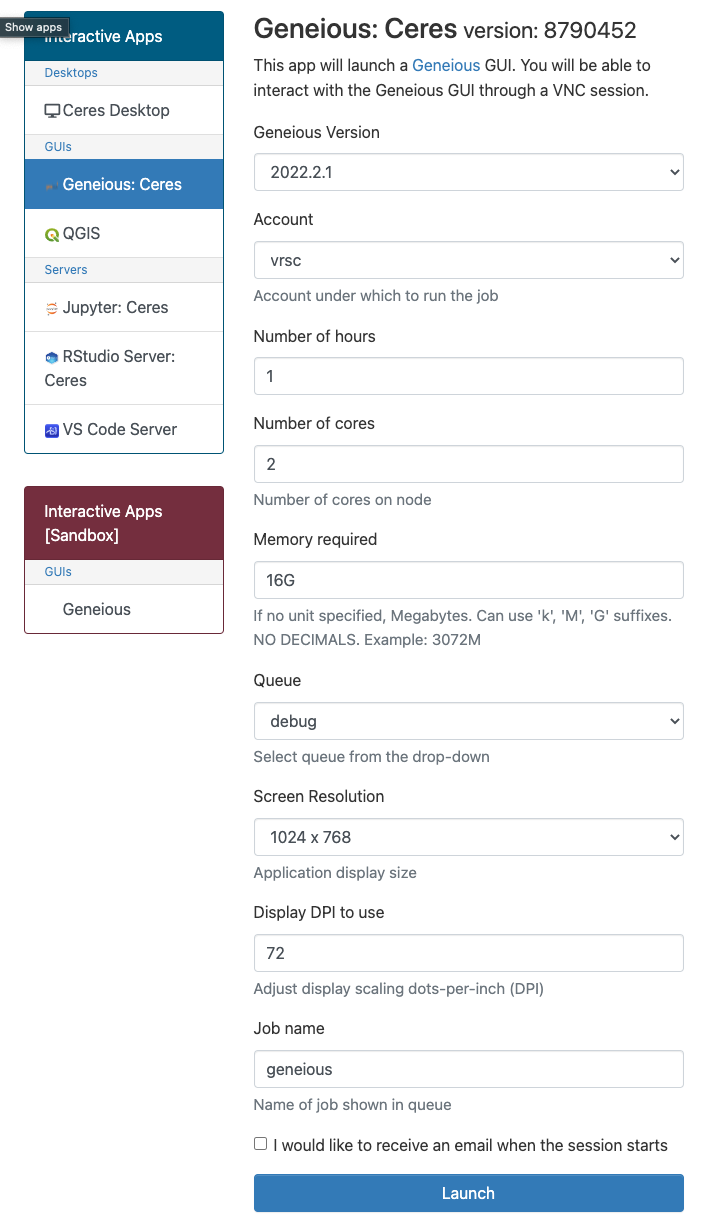 Show apps
Interactive Apps
Desktops
Ceres Desktop
GUIs
Geneious: Ceres
QGIS
Servers
Jupyter: Ceres
RStudio Server:
Ceres
VS Code Server
Interactive Apps
[Sandbox]
GUIs
Geneious
Geneious: Ceres version: 8790452
This app will launch a Geneious GUI. You will be able to
interact with the Geneious GUI through a VNC session.
Geneious Version
2022.2.1
Account
vrsc
Account under which to run the job
Number of hours
1
Number of cores
2
Number of cores on node
Memory required
16G
If no unit specified, Megabytes. Can use 'k', 'M', 'G' suffixes.
NO DECIMALS. Example: 3072M
Queue
debug
Select queue from the drop-down
Screen Resolution
1024 x 768
Application display size
Display DPI to use
72
Adjust display scaling dots-per-inch (DPI)
Job name
geneious
Name of job shown in queue
I would like to receive an email when the session starts
Launch